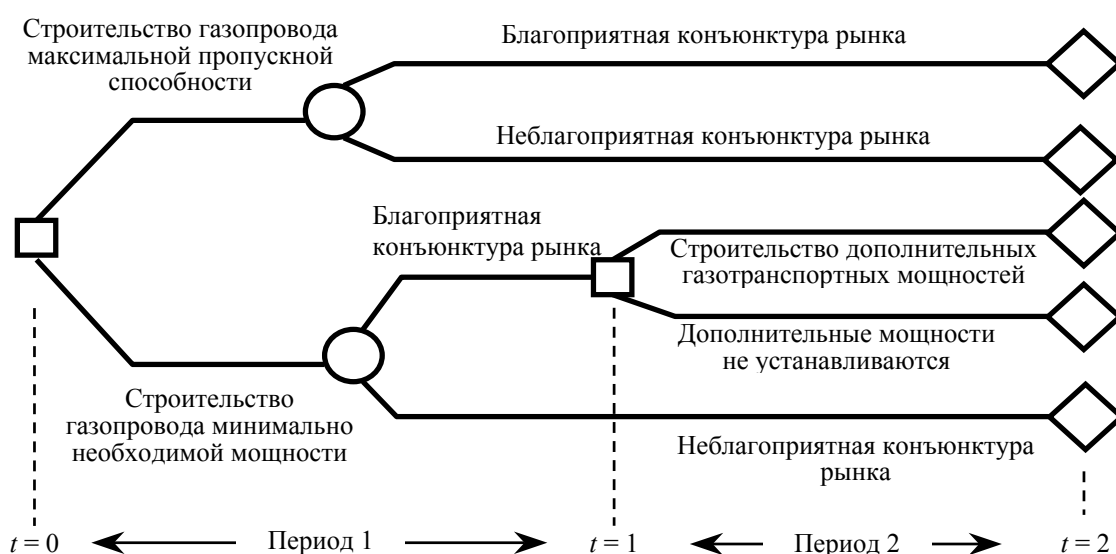 Строительство газопровода
максимальной пропускной
способности
Благоприятная конъюнктура рынка
Неблагоприятная конъюнктура рынка
Благоприятная
конъюнктура рынка
Строительство дополнительных
газотранспортных мощностей
Дополнительные мощности
не устанавливаются
Строительство
газопровода минимально
необходимой мощности
Неблагоприятная конъюнктура
рынка
t = 0
Период 1
t = 1
Период 2
t = 2